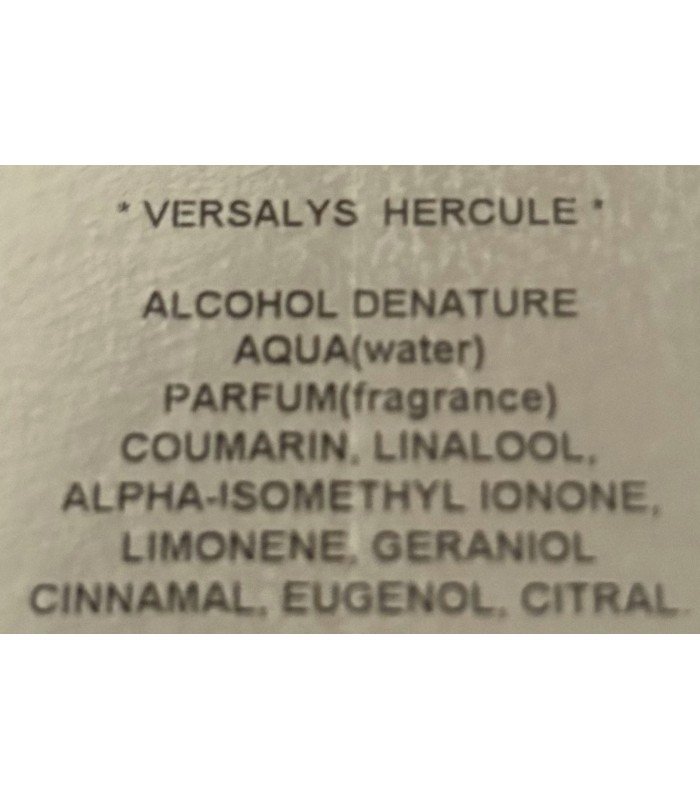 * VERSALYS HERCULE *
ALCOHOL DENATURE
AQUA(water)
PARFUM(fragrance)
COUMARIN, LINALOOL,
ALPHA-ISOMETHYL IONONE,
LIMONENE, GERANIOL
CINNAMAL, EUGENOL, CITRAL